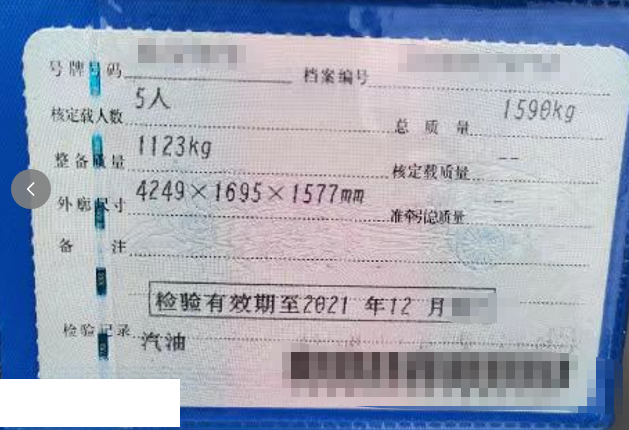 号牌号码 档案编号
核定载人数 5人 总质量 1590kg
整备质量 1123kg 核定载质量 --
外廓尺寸 4249×1695×1577mm 准牵引总质量 --
备注
检验有效期至2021 年12 月
检验记录 汽油